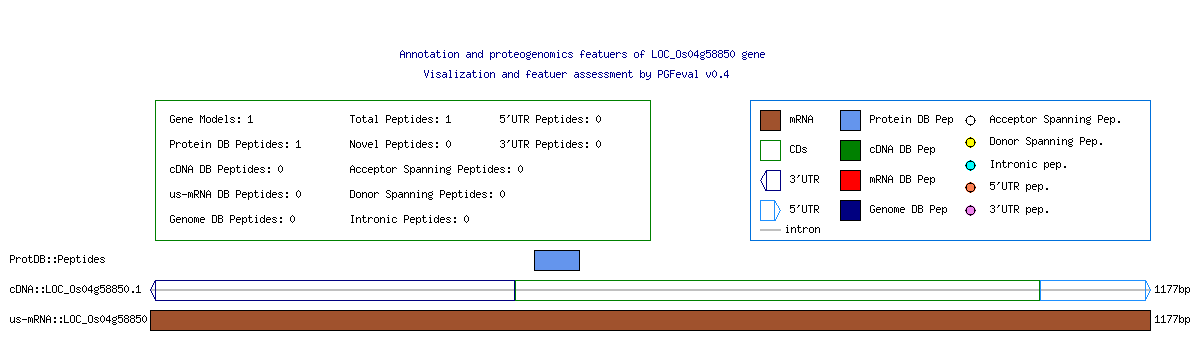 Annotation and proteogenomics featuers of LOC_Os04g58850 gene
Visalization and featuer assessment by PGFeval v0.4
Gene Models: 1
Total Peptides: 1
5'UTR Peptides: 0
Protein DB Peptides: 1
Novel Peptides: 0
3'UTR Peptides: 0
cDNA DB Peptides: 0
Acceptor Spanning Peptides: 0
us-mRNA DB Peptides: 0
Donor Spanning Peptides: 0
Genome DB Peptides: 0
Intronic Peptides: 0
mRNA
Protein DB Pep
Acceptor Spanning Pep.
CDs
cDNA DB Pep
Donor Spanning Pep.
3'UTR
mRNA DB Pep
Intronic pep.
5'UTR
Genome DB Pep
5'UTR pep.
3'UTR pep.
intron
ProtDB::Peptides
cDNA::LOC_Os04g58850.1
1177bp
us-mRNA::LOC_Os04g58850
1177bp